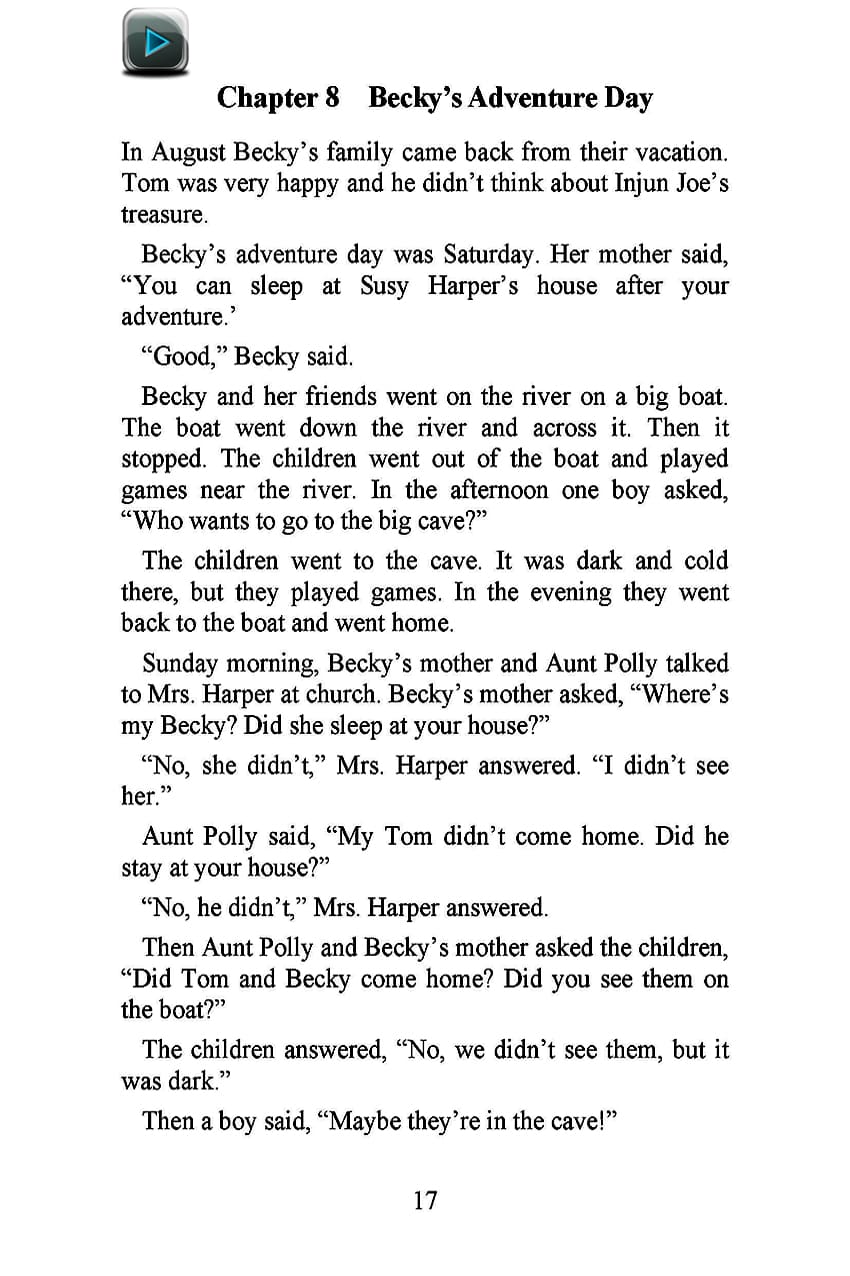 Chapter 8 Becky’s Adventure Day
In August Becky’s family came back from their vacation.
Tom was very happy and he didn’t think about Injun Joe’s
treasure.
Becky’s adventure day was Saturday. Her mother said,
“You can sleep at Susy Harper’s house after your
adventure.’
“Good,” Becky said.
Becky and her friends went on the river on a big boat.
The boat went down the river and across it. Then it
stopped. The children went out of the boat and played
games near the river. In the afternoon one boy asked,
“Who wants to go to the big cave?”
The children went to the cave. It was dark and cold
there, but they played games. In the evening they went
back to the boat and went home.
Sunday morning, Becky’s mother and Aunt Polly talked
to Mrs. Harper at church. Becky’s mother asked, “Where’s
my Becky? Did she sleep at your house?”
“No, she didn’t,” Mrs. Harper answered. “I didn’t see
her.”
Aunt Polly said, “My Tom didn’t come home. Did he
stay at your house?”
“No, he didn’t,” Mrs. Harper answered.
Then Aunt Polly and Becky’s mother asked the children,
“Did Tom and Becky come home? Did you see them on
the boat?”
The children answered, “No, we didn’t see them, but it
was dark.”
Then a boy said, “Maybe they’re in the cave!”
17